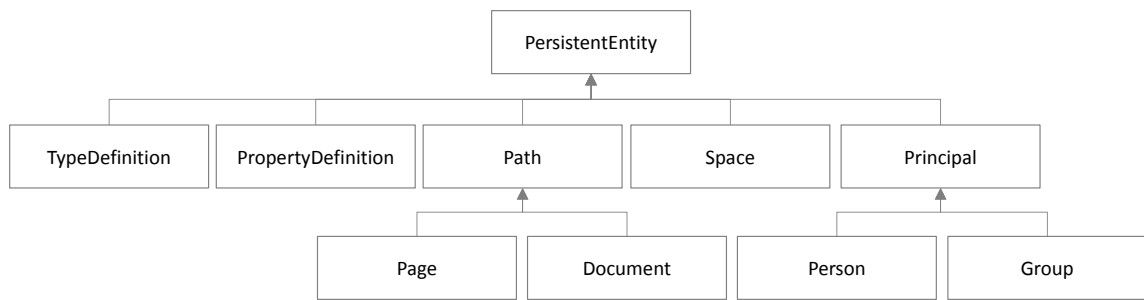 PersistentEntity
TypeDefinition
PropertyDefinition
Path
Space
Principal
Page
Document
Person
Group